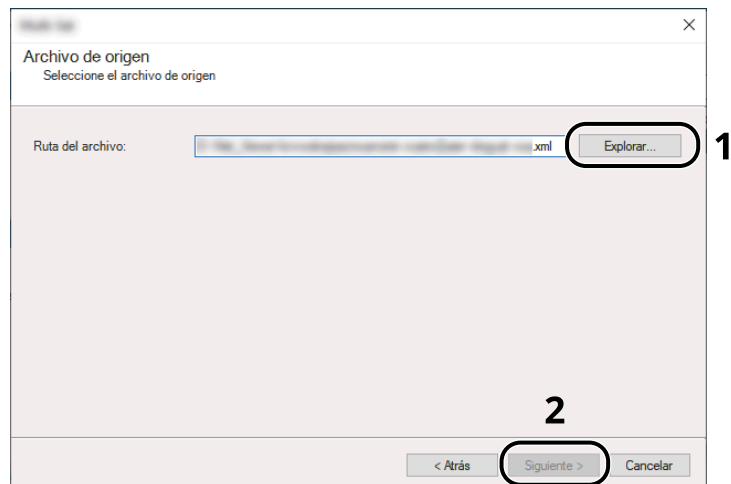 Archivo de origen
Seleccione el archivo de origen
Ruta del archivo: .xml Explorar... 1
2
< Atrás Siguiente > Cancelar